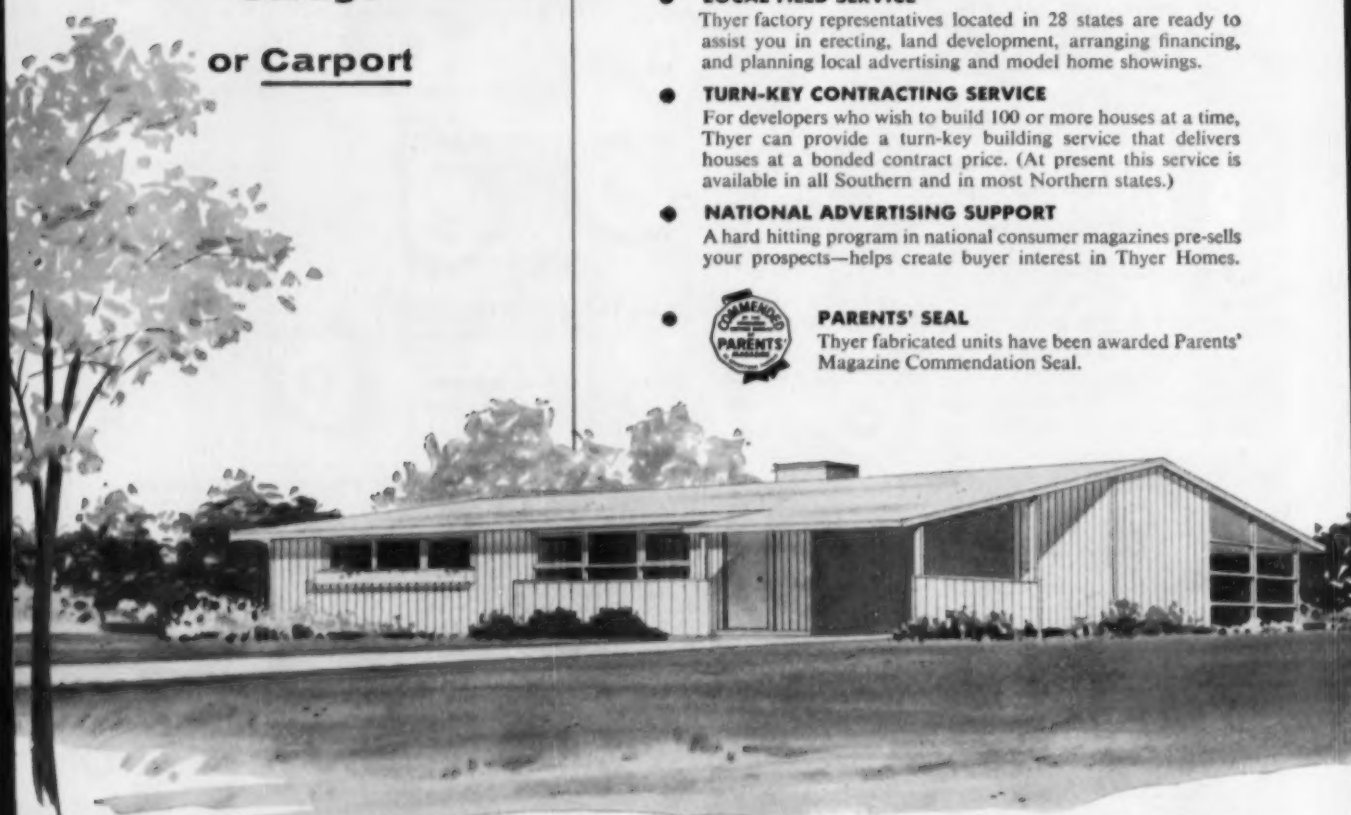 or Carport
Thyer factory representatives located in 28 states are ready to
assist you in erecting, land development, arranging financing,
and planning local advertising and model home showings.
TURN-KEY CONTRACTING SERVICE
For developers who wish to build 100 or more houses at a time,
Thyer can provide a turn-key building service that delivers
houses at a bonded contract price. (At present this service is
available in all Southern and in most Northern states.)
NATIONAL ADVERTISING SUPPORT
A hard hitting program in national consumer magazines pre-sells
your prospects—helps create buyer interest in Thyer Homes.
COMMENDED
PARENTS'
MAGAZINE
PARENTS' SEAL
Thyer fabricated units have been awarded Parents'
Magazine Commendation Seal.